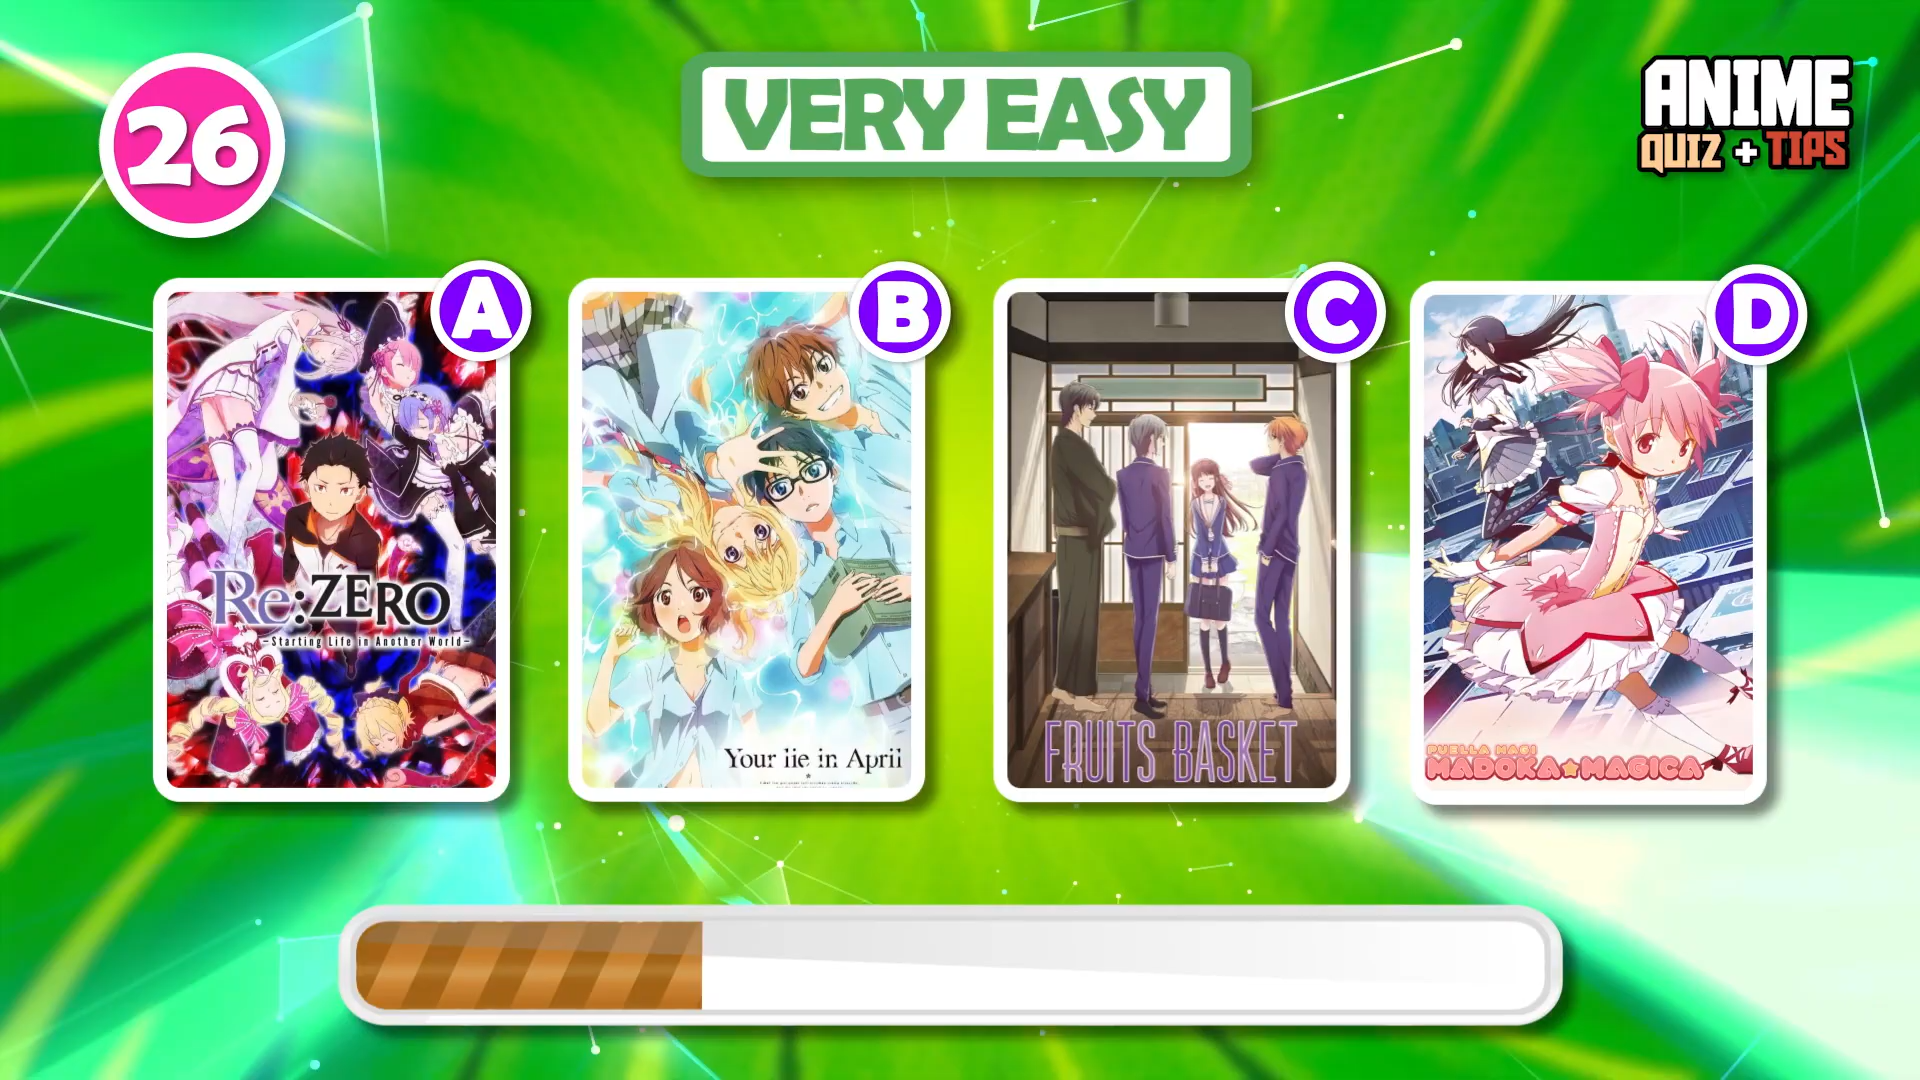 26
VERY EASY
ANIME
QUIZ + TIPS
A
B
C
D
Re:ZERO
-Starting Life in Another World-
Your lie in April
FRUITS BASKET
PUELLA MAGI
MADOKA★MAGICA